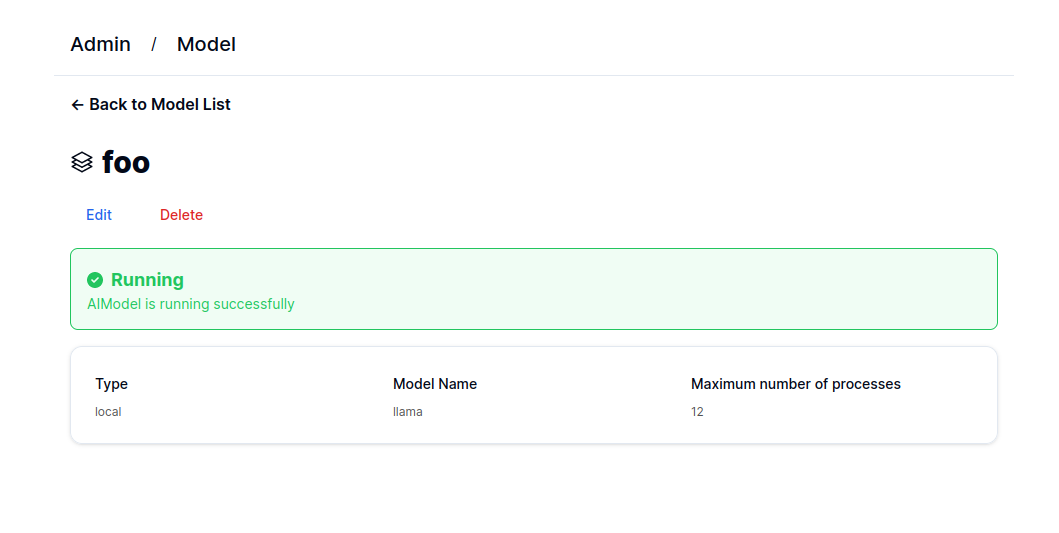 Admin / Model
← Back to Model List
foo
Edit Delete
Running
AIModel is running successfully
Type Model Name Maximum number of processes
local llama 12